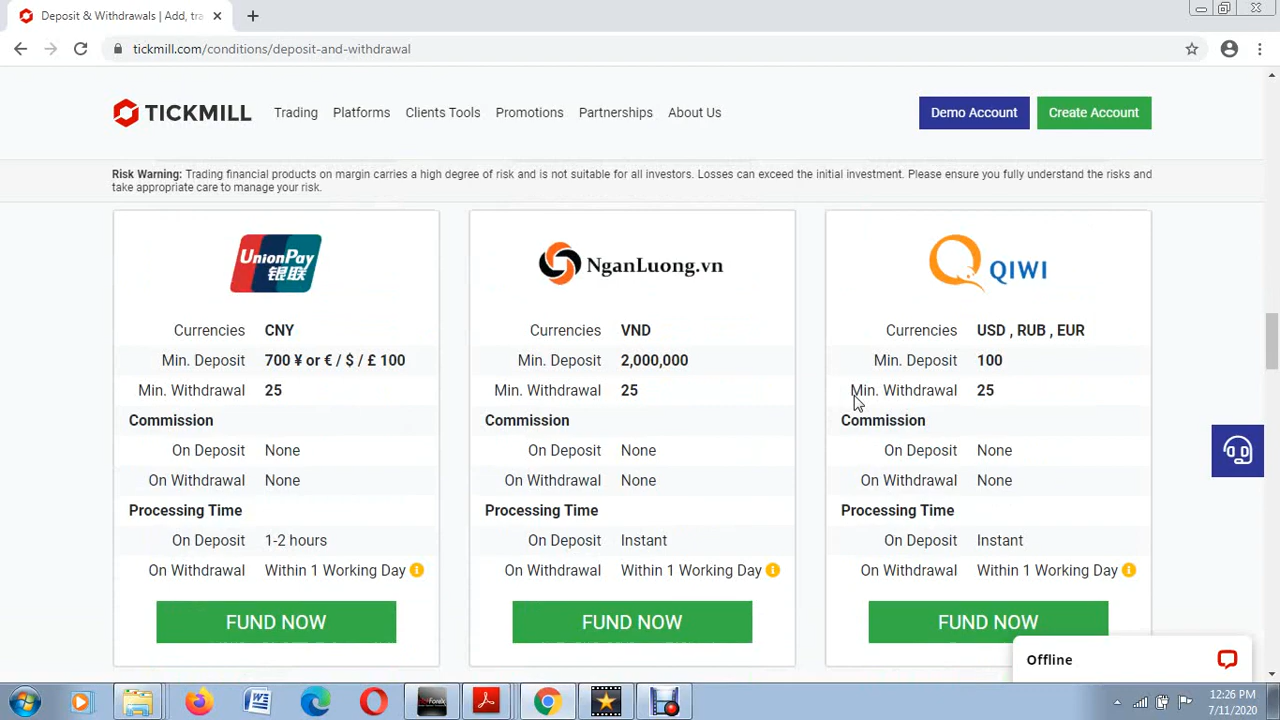 Deposit & Withdrawals | Add, tra
tickmill.com/conditions/deposit-and-withdrawal
TICKMILL
Trading
Platforms
Clients Tools
Promotions
Partnerships
About Us
Demo Account
Create Account
Risk Warning: Trading financial products on margin carries a high degree of risk and is not suitable for all investors. Losses can exceed the initial investment. Please ensure you fully understand the risks and
take appropriate care to manage your risk.
UnionPay
银联
Currencies CNY
Min. Deposit 700 ¥ or € / $ / £ 100
Min. Withdrawal 25
Commission
On Deposit None
On Withdrawal None
Processing Time
On Deposit 1-2 hours
On Withdrawal Within 1 Working Day
FUND NOW
NganLuong.vn
Currencies VND
Min. Deposit 2,000,000
Min. Withdrawal 25
Commission
On Deposit None
On Withdrawal None
Processing Time
On Deposit Instant
On Withdrawal Within 1 Working Day
FUND NOW
QIWI
Currencies USD , RUB , EUR
Min. Deposit 100
Min. Withdrawal 25
Commission
On Deposit None
On Withdrawal None
Processing Time
On Deposit Instant
On Withdrawal Within 1 Working Day
FUND NOW
Offline
12:26 PM
7/11/2020